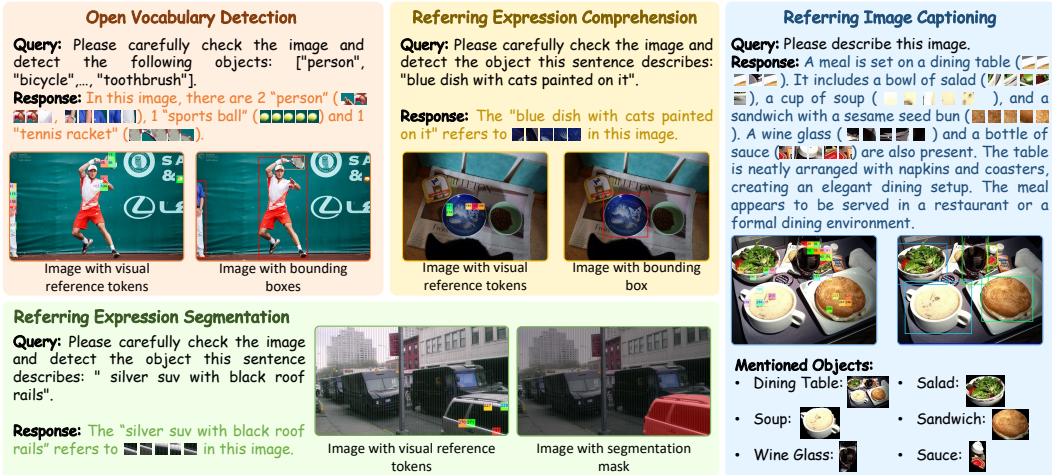 Open Vocabulary Detection
Query: Please carefully check the image and
detect the following objects: ["person",
"bicycle",..., "toothbrush"].
Response: In this image, there are 2 "person" (
), 1 "sports ball" ( ) and 1
"tennis racket" ( ).
SA
&
LE
SA
&
LE
Image with visual
reference tokens
Image with bounding
boxes
Referring Expression Comprehension
Query: Please carefully check the image and
detect the object this sentence describes:
"blue dish with cats painted on it".
Response: The "blue dish with cats painted
on it" refers to in this image.
Image with visual
reference tokens
Image with bounding
box
Referring Expression Segmentation
Query: Please carefully check the image
and detect the object this sentence
describes: " silver suv with black roof
rails".
Response: The "silver suv with black roof
rails" refers to in this image.
Image with visual reference
tokens
Image with segmentation
mask
Referring Image Captioning
Query: Please describe this image.
Response: A meal is set on a dining table (
). It includes a bowl of salad (
), a cup of soup ( ), and a
sandwich with a sesame seed bun (
). A wine glass ( ) and a bottle of
sauce ( ) are also present. The table
is neatly arranged with napkins and coasters,
creating an elegant dining setup. The meal
appears to be served in a restaurant or a
formal dining environment.
Mentioned Objects:
• Dining Table:
• Salad:
• Soup:
• Sandwich:
• Wine Glass:
• Sauce: